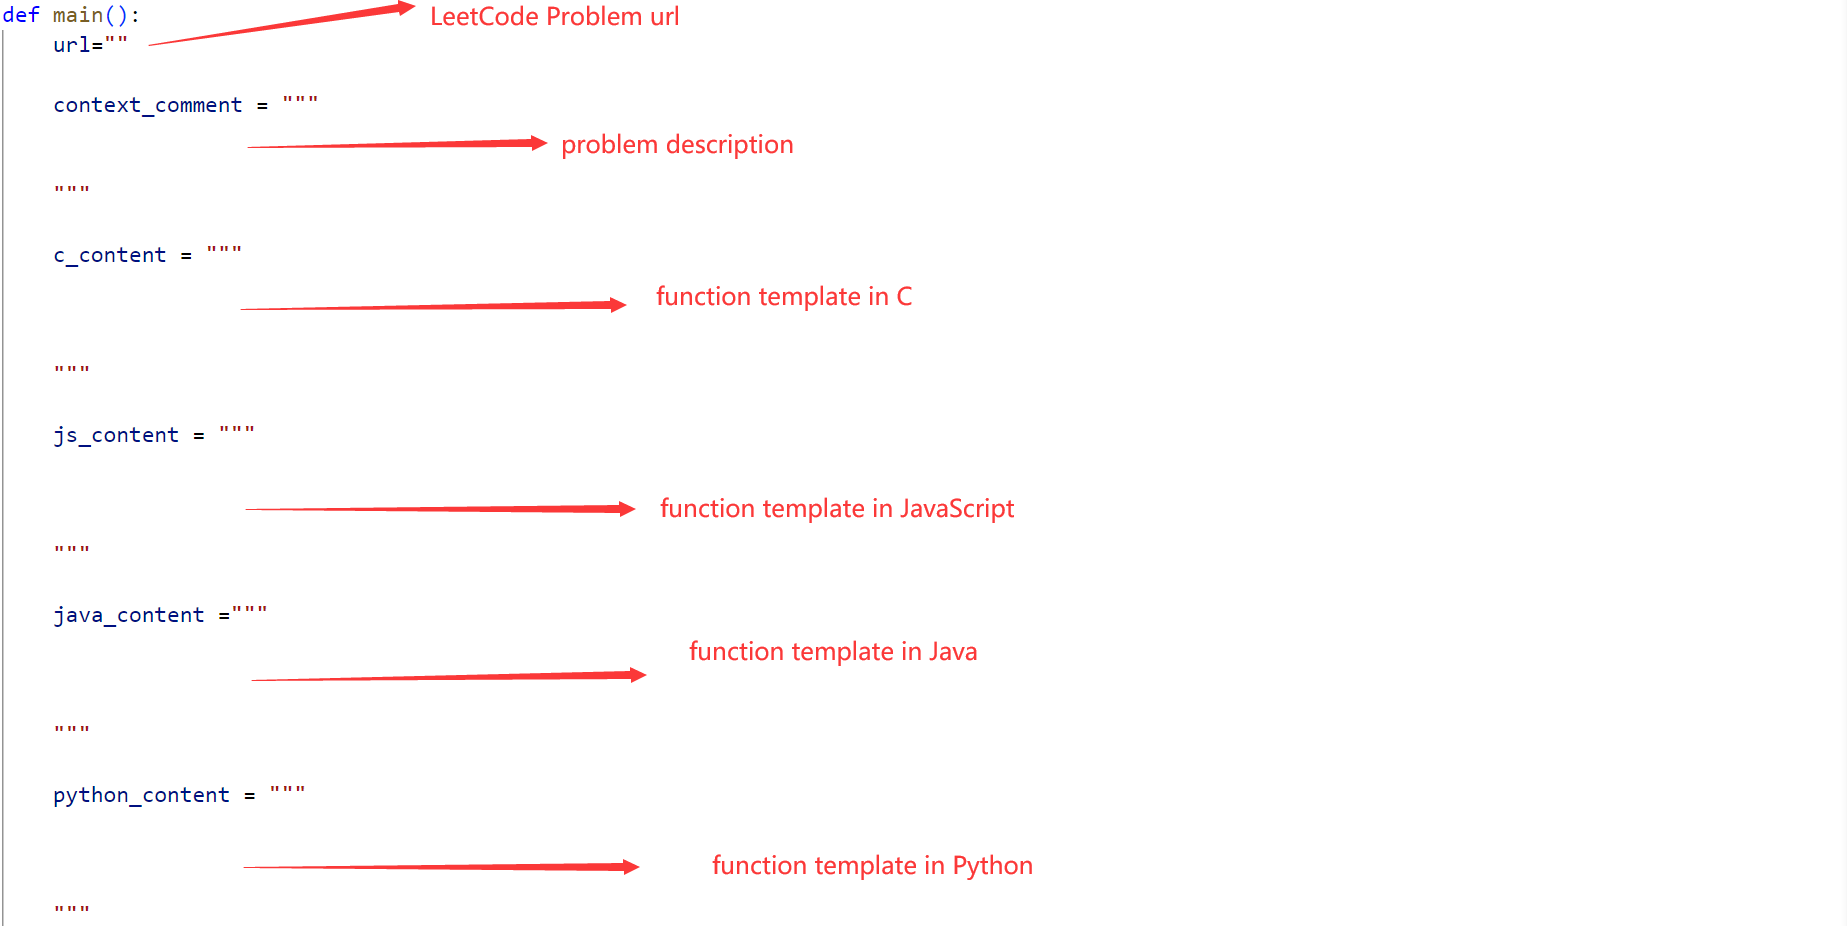 def main():
LeetCode Problem url
url=""
context_comment = """
problem description
"""
c_content = """
function template in C
"""
js_content = """
function template in JavaScript
"""
java_content ="""
function template in Java
"""
python_content = """
function template in Python
"""